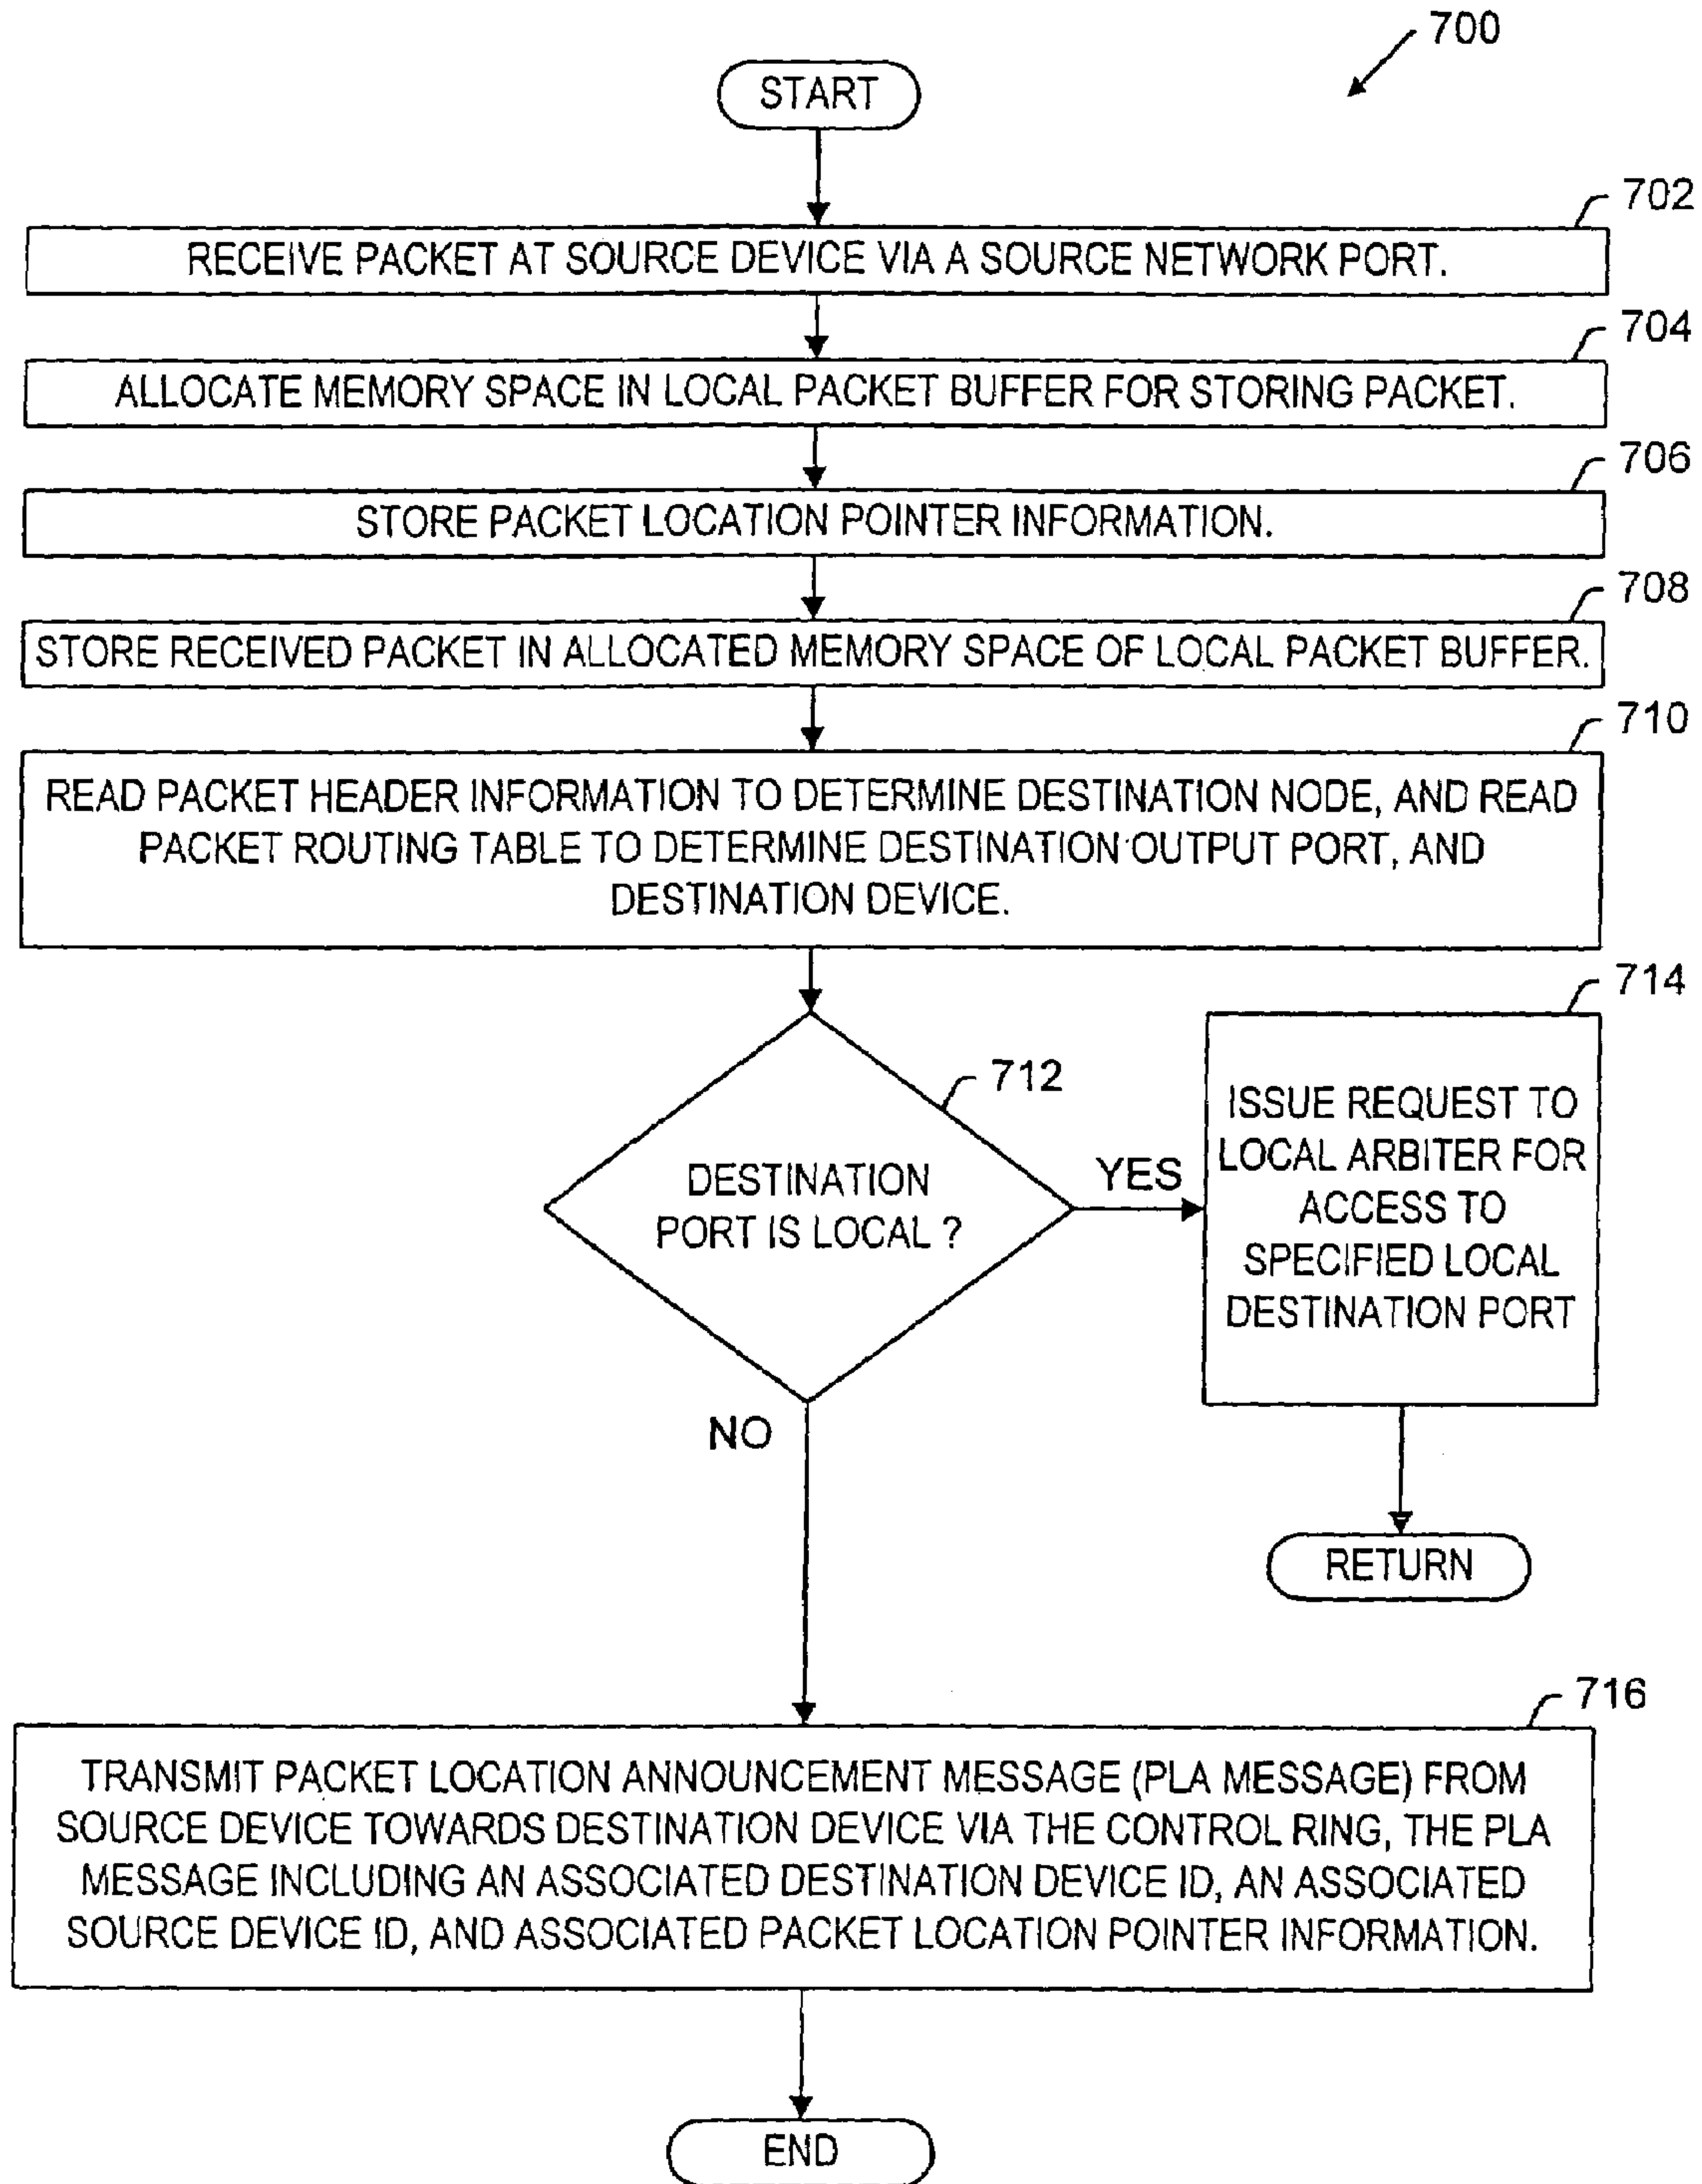 700
START
702
RECEIVE PACKET AT SOURCE DEVICE VIA A SOURCE NETWORK PORT.
704
ALLOCATE MEMORY SPACE IN LOCAL PACKET BUFFER FOR STORING PACKET.
706
STORE PACKET LOCATION POINTER INFORMATION.
708
STORE RECEIVED PACKET IN ALLOCATED MEMORY SPACE OF LOCAL PACKET BUFFER.
710
READ PACKET HEADER INFORMATION TO DETERMINE DESTINATION NODE, AND READ
PACKET ROUTING TABLE TO DETERMINE DESTINATION OUTPUT PORT, AND
DESTINATION DEVICE.
712
DESTINATION
PORT IS LOCAL ?
YES
714
ISSUE REQUEST TO
LOCAL ARBITER FOR
ACCESS TO
SPECIFIED LOCAL
DESTINATION PORT
RETURN
NO
716
TRANSMIT PACKET LOCATION ANNOUNCEMENT MESSAGE (PLA MESSAGE) FROM
SOURCE DEVICE TOWARDS DESTINATION DEVICE VIA THE CONTROL RING, THE PLA
MESSAGE INCLUDING AN ASSOCIATED DESTINATION DEVICE ID, AN ASSOCIATED
SOURCE DEVICE ID, AND ASSOCIATED PACKET LOCATION POINTER INFORMATION.
END